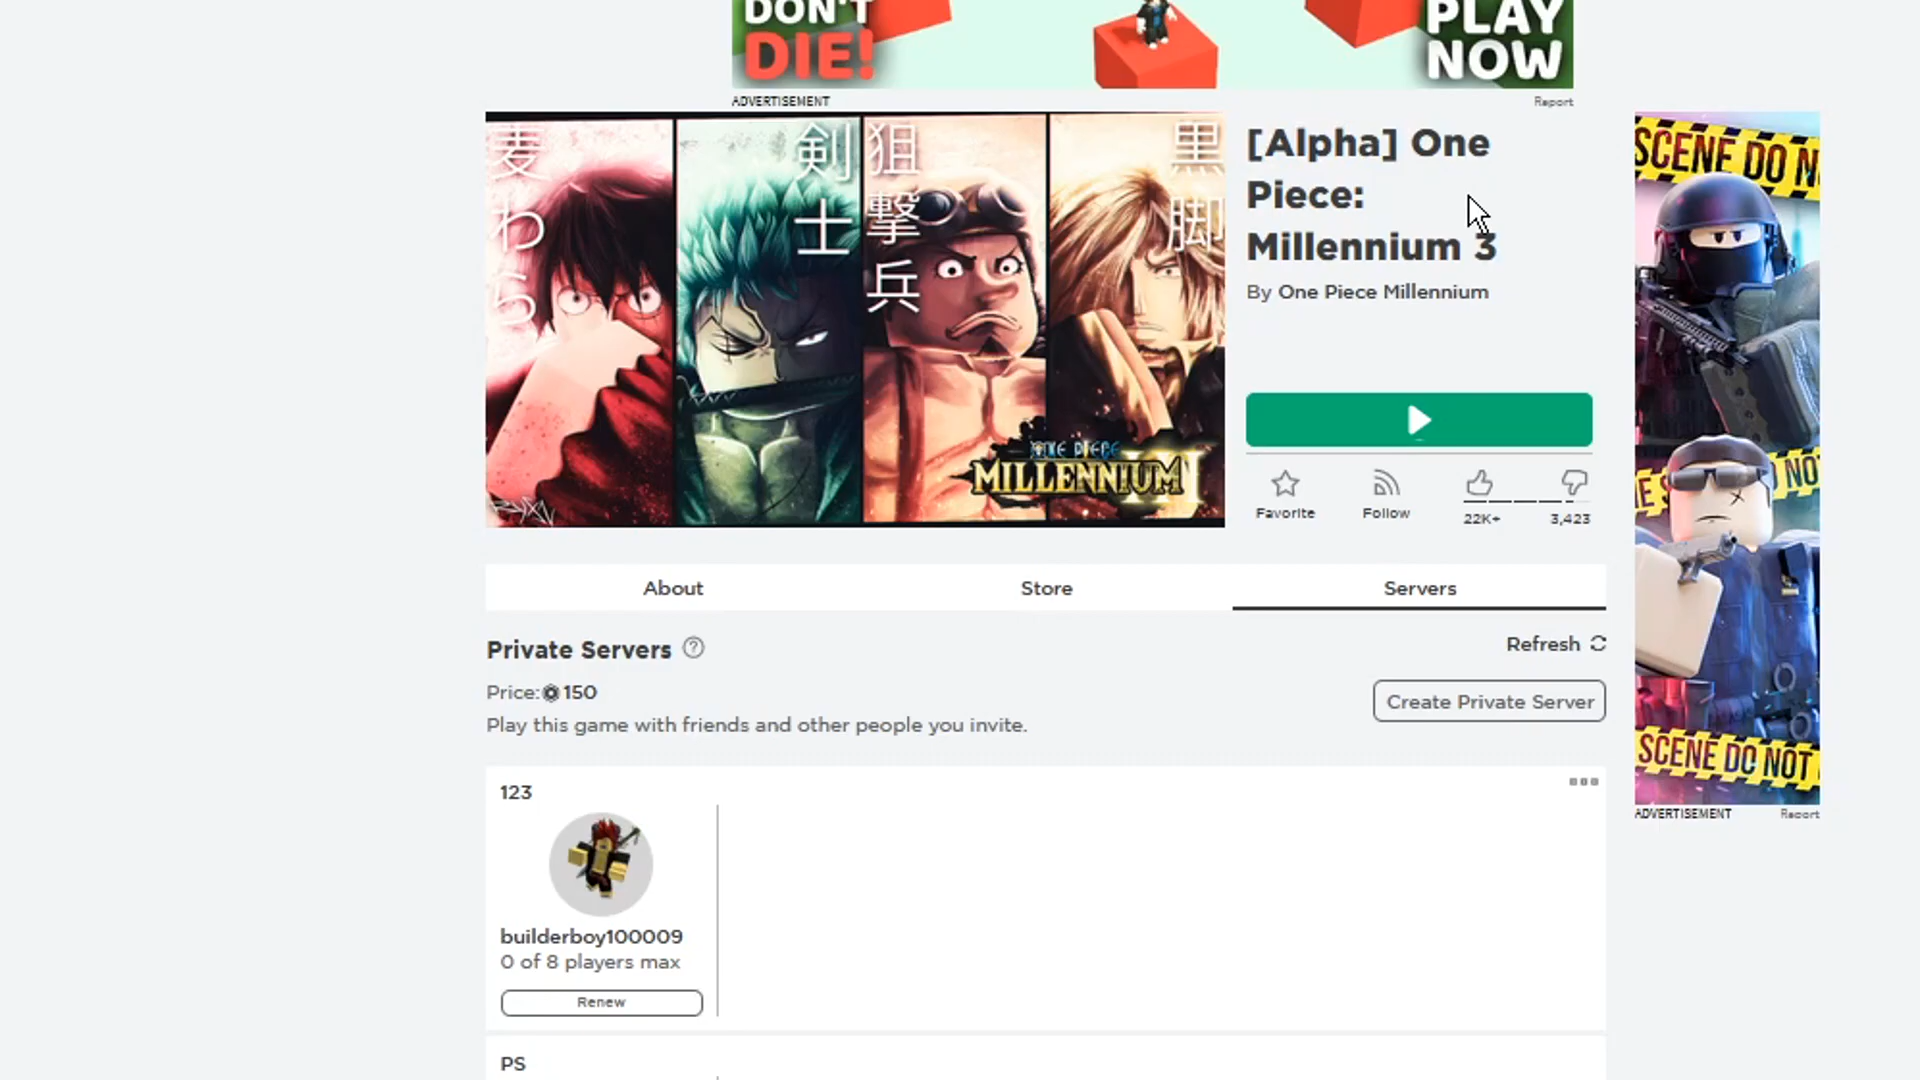 DON'T
DIE!
PLAY
NOW
ADVERTISEMENT
Report
麦わら
剣士
狙撃兵
黒脚
ONE PIECE
MILLENNIUM
[Alpha] One
Piece:
Millennium 3
By One Piece Millennium
Favorite
Follow
22K+
3,423
SCENE DO N
NO
SCENE DO NOT
ADVERTISEMENT
Report
About
Store
Servers
Private Servers
Refresh
Price: 150
Create Private Server
Play this game with friends and other people you invite.
123
builderboy100009
0 of 8 players max
Renew
PS